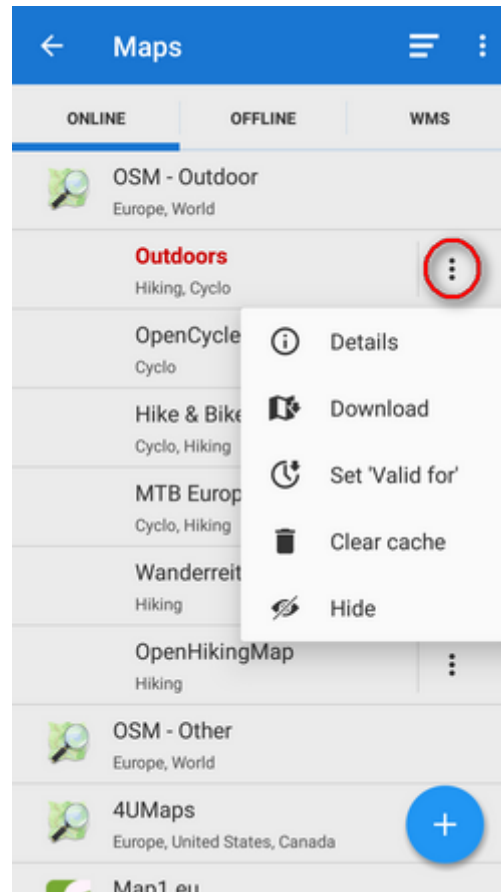 Maps
ONLINE OFFLINE WMS
OSM - Outdoor
Europe, World
Outdoors
Hiking, Cyclo
OpenCycle
Cyclo
Hike & Bike
Cyclo, Hiking
MTB Europ
Cyclo, Hiking
Wanderreit
Hiking
Details
Download
Set 'Valid for'
Clear cache
Hide
OpenHikingMap
Hiking
OSM - Other
Europe, World
4UMaps
Europe, United States, Canada
Map1.eu